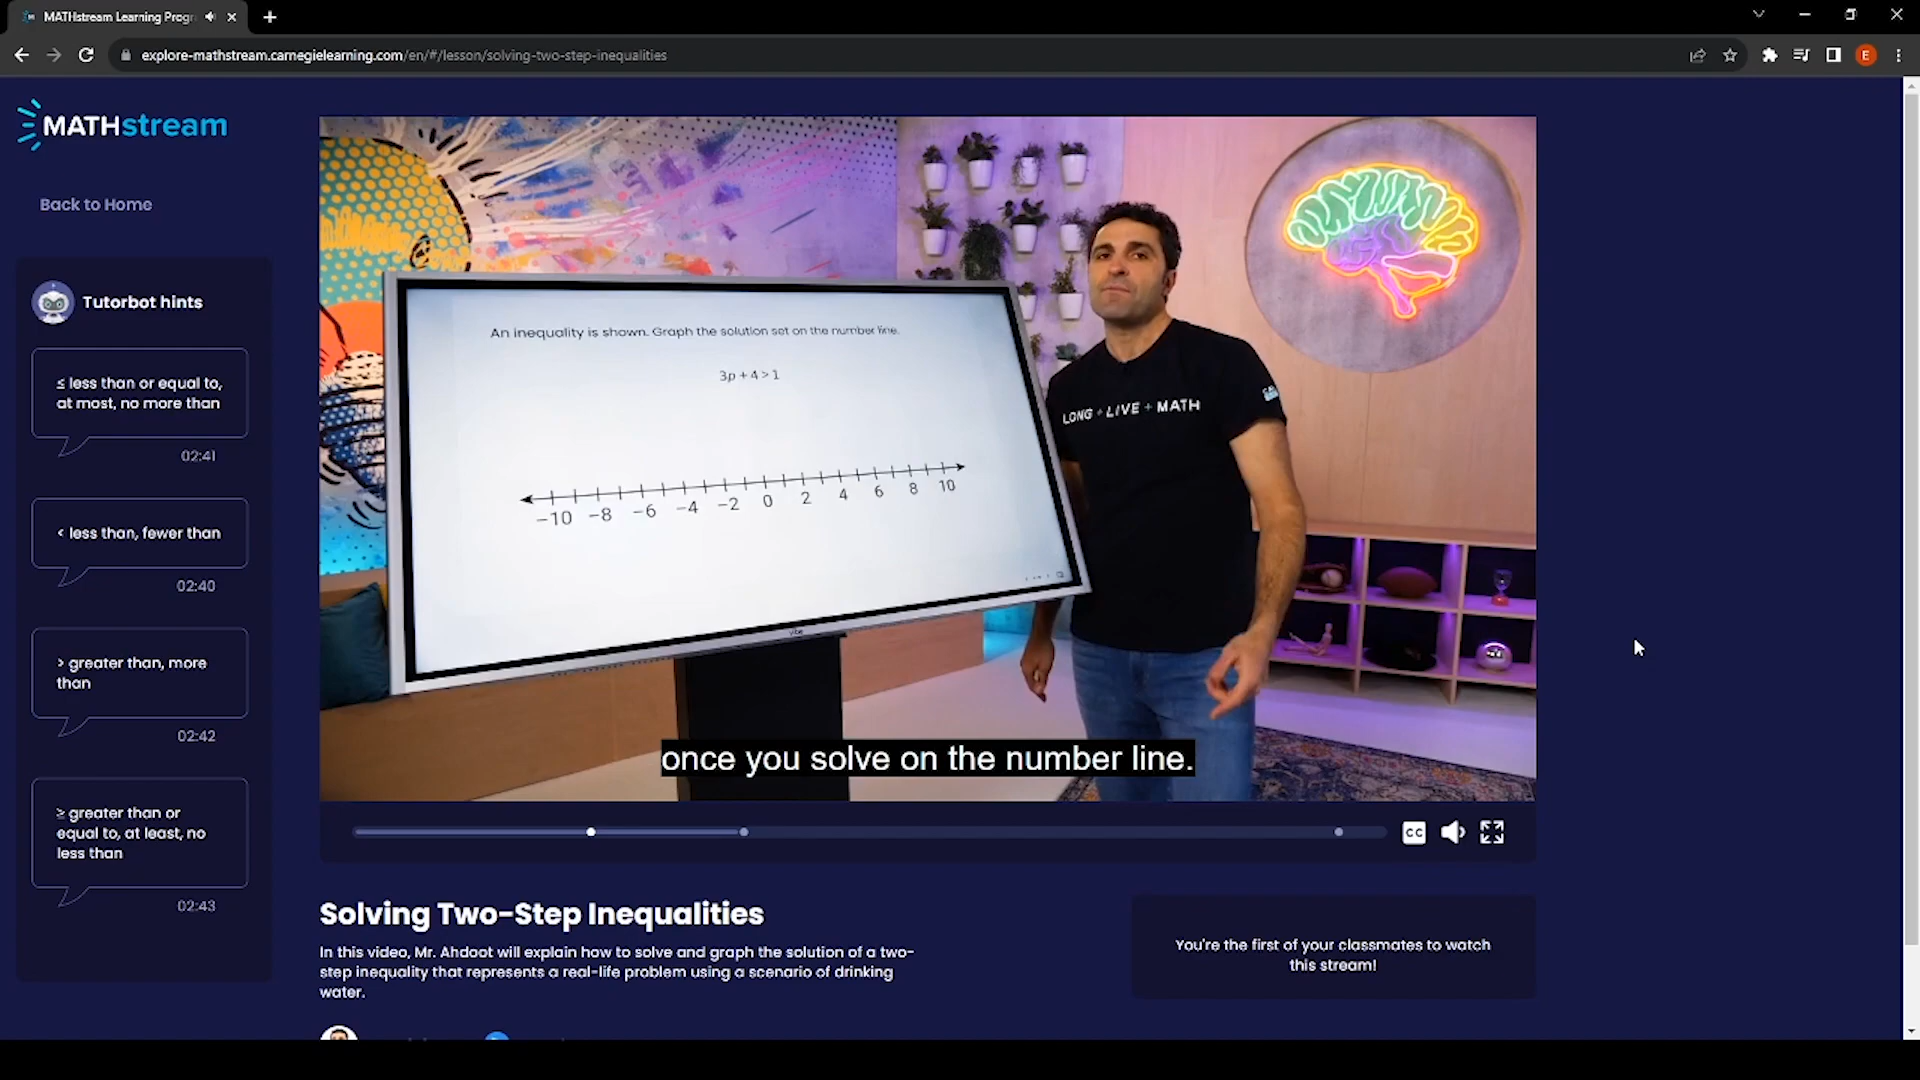 MATHstream Learning Progr
explore-mathstream.carnegielearning.com/en/#/lesson/solving-two-step-inequalities
E
MATHstream
Back to Home
Tutorbot hints
≤ less than or equal to,
at most, no more than
02:41
< less than, fewer than
02:40
> greater than, more
than
02:42
≥ greater than or
equal to, at least, no
less than
02:43
An inequality is shown. Graph the solution set on the number line.
3p + 4 > 1
−10 −8 −6 −4 −2 0 2 4 6 8 10
vibe
LONG + LIVE + MATH
once you solve on the number line.
CC
Solving Two-Step Inequalities
In this video, Mr. Ahdoot will explain how to solve and graph the solution of a two-
step inequality that represents a real-life problem using a scenario of drinking
water.
You're the first of your classmates to watch
this stream!